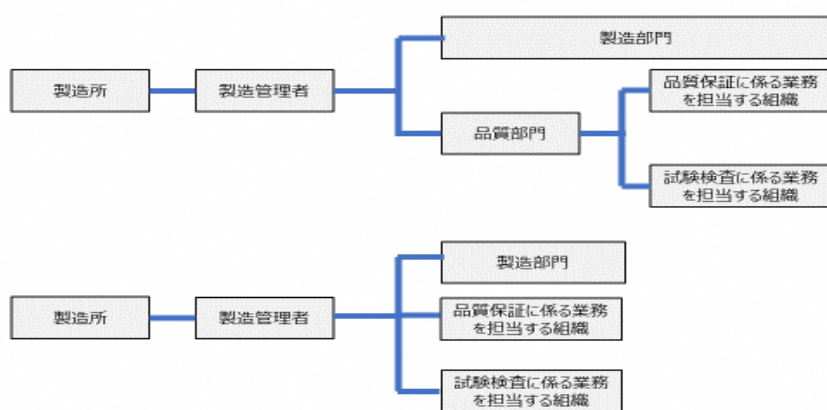 製造部門
製造所
製造管理者
品質保証に係る業務
を担当する組織
品質部門
試験検査に係る業務
を担当する組織
製造部門
製造所
製造管理者
品質保証に係る業務
を担当する組織
試験検査に係る業務
を担当する組織